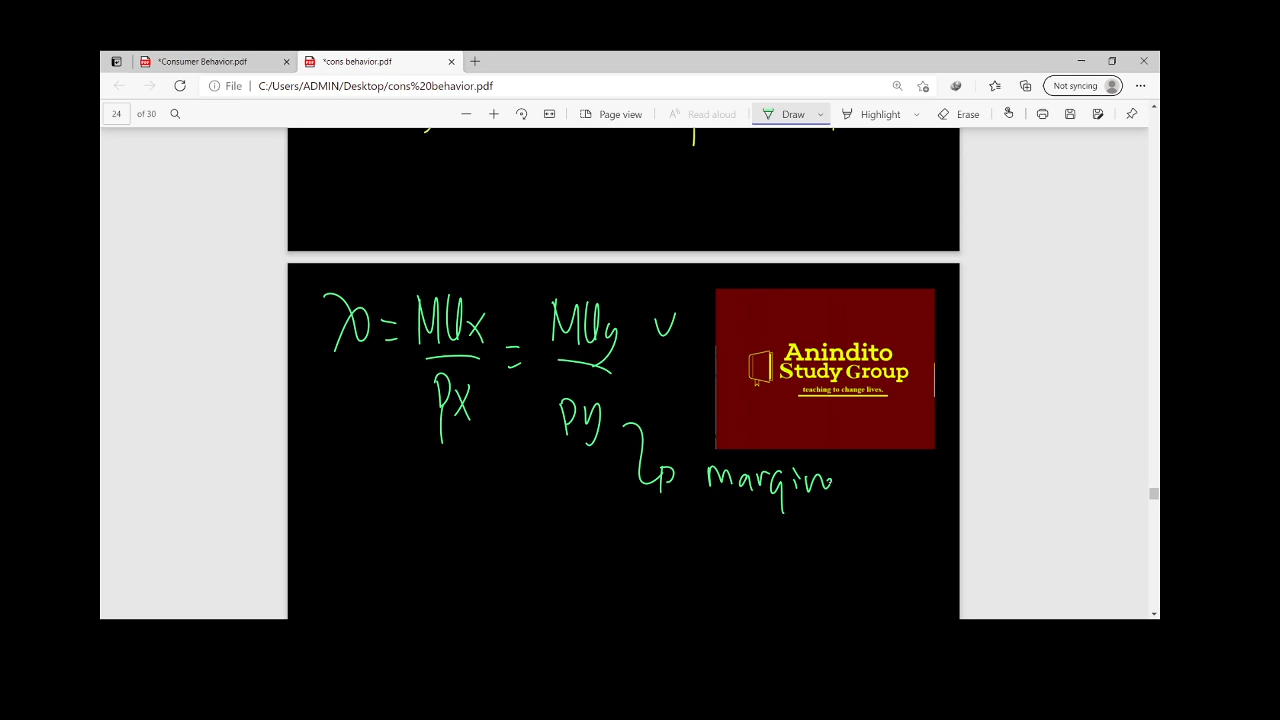 *Consumer Behavior.pdf
*cons behavior.pdf
File C:/Users/ADMIN/Desktop/cons%20behavior.pdf
Not syncing
24 of 30
Page view
Read aloud
Draw
Highlight
Erase
λ = MUx = MUy
Px Py
margin
Anindito
Study Group
teaching to change lives.